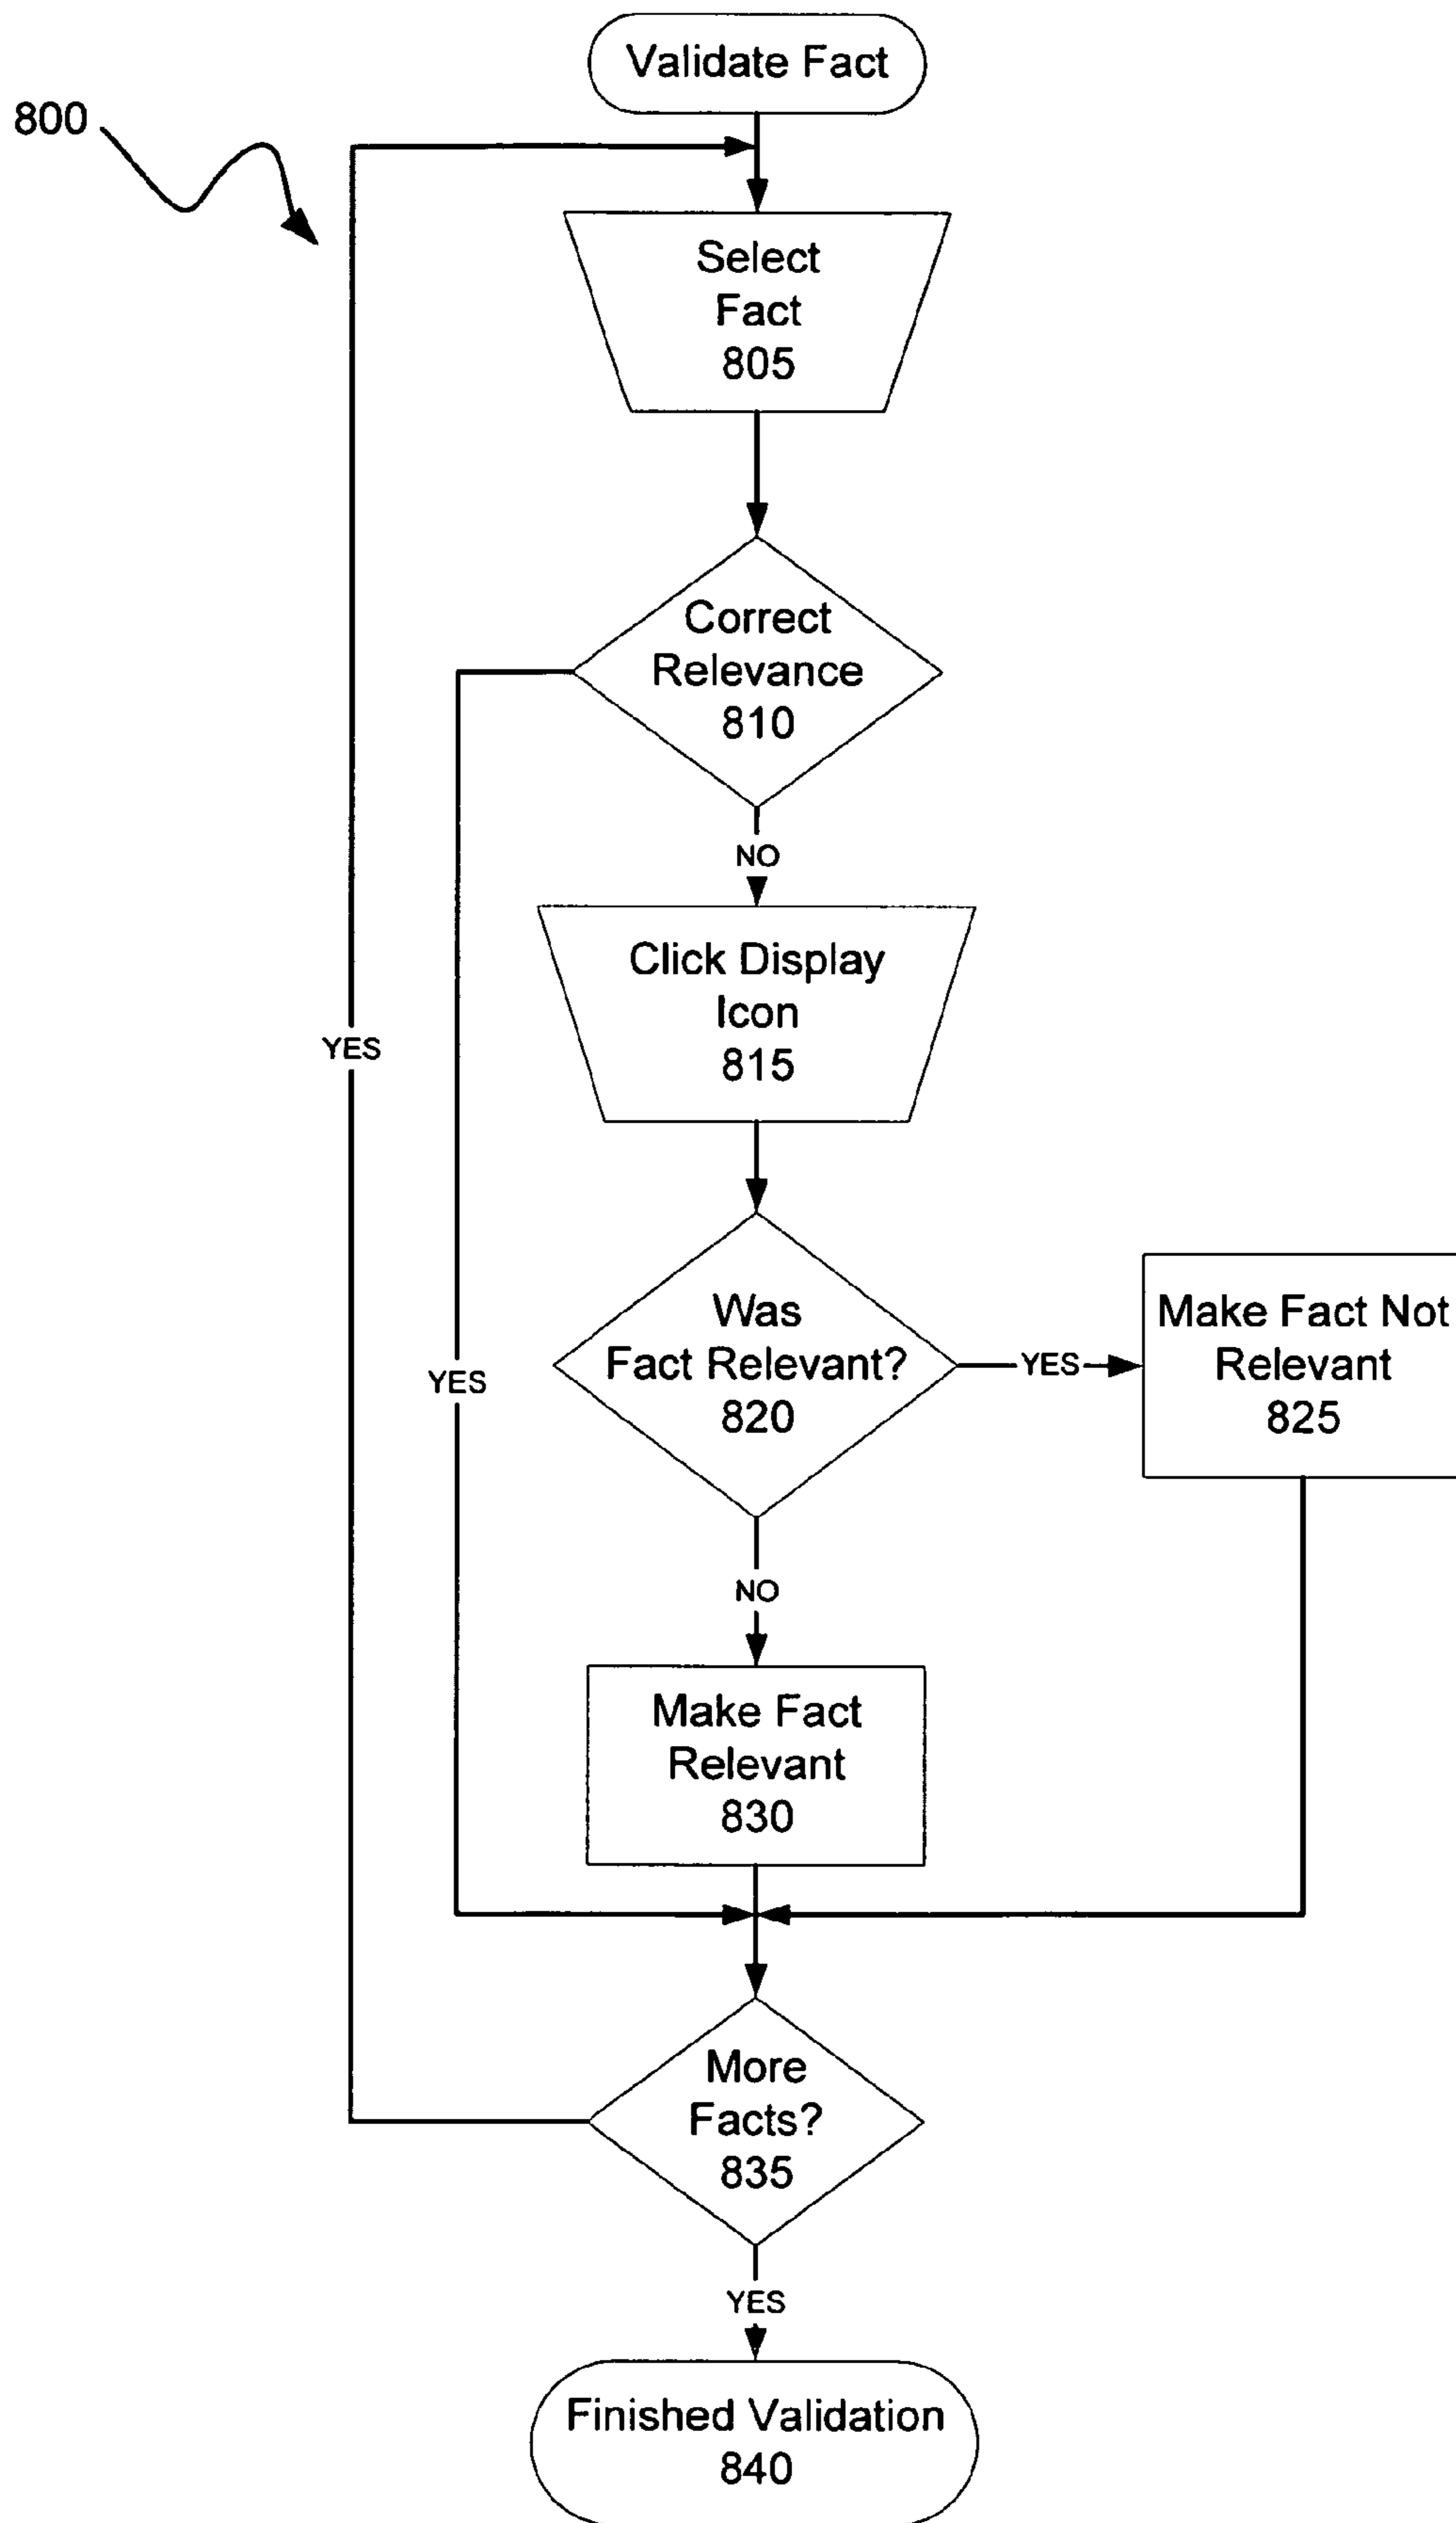 Validate Fact
800
Select
Fact
805
Correct
Relevance
810
NO
Click Display
Icon
815
YES
Was
Fact Relevant?
820
YES
Make Fact Not
Relevant
825
YES
NO
Make Fact
Relevant
830
More
Facts?
835
YES
Finished Validation
840